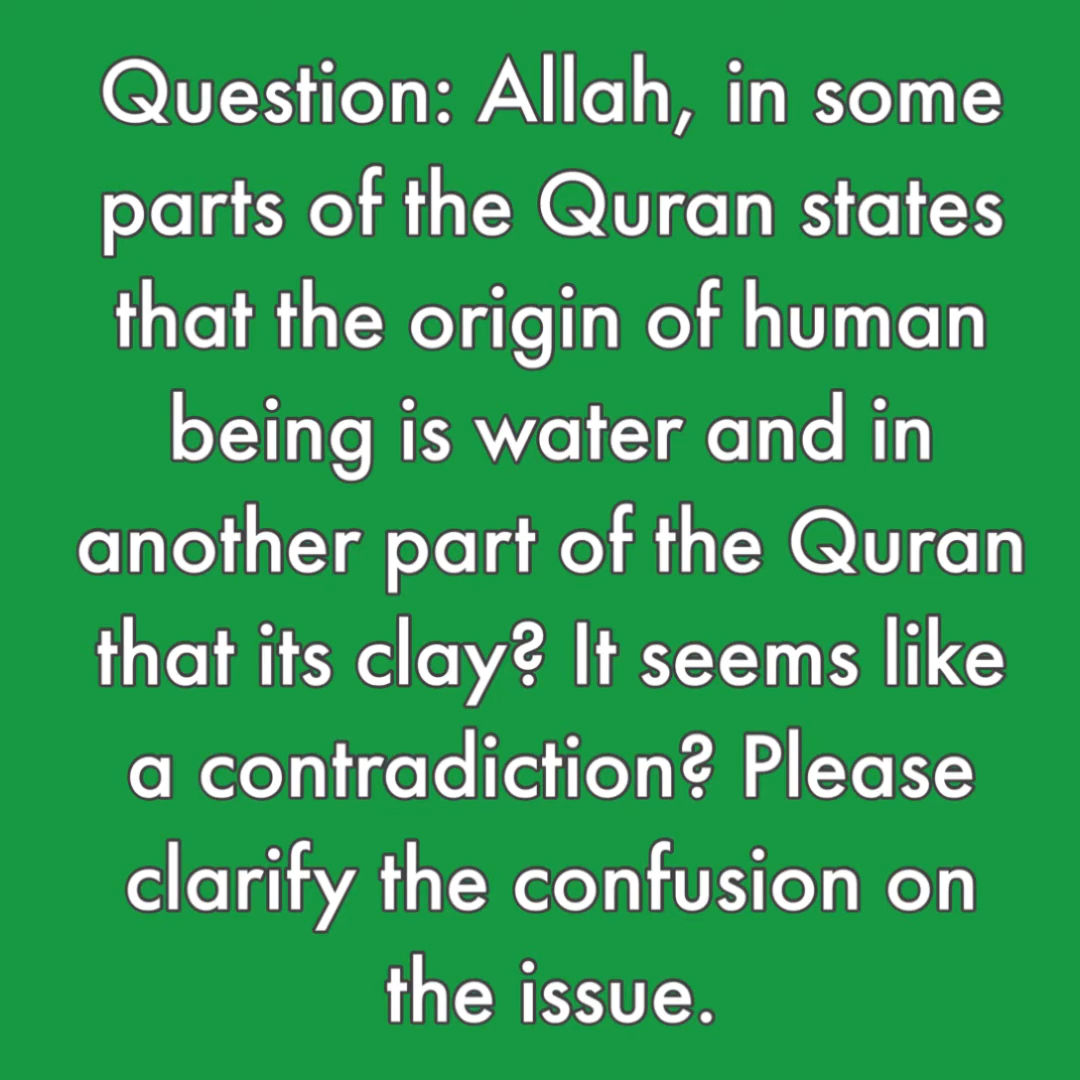 Question: Allah, in some
parts of the Quran states
that the origin of human
being is water and in
another part of the Quran
that its clay? It seems like
a contradiction? Please
clarify the confusion on
the issue.